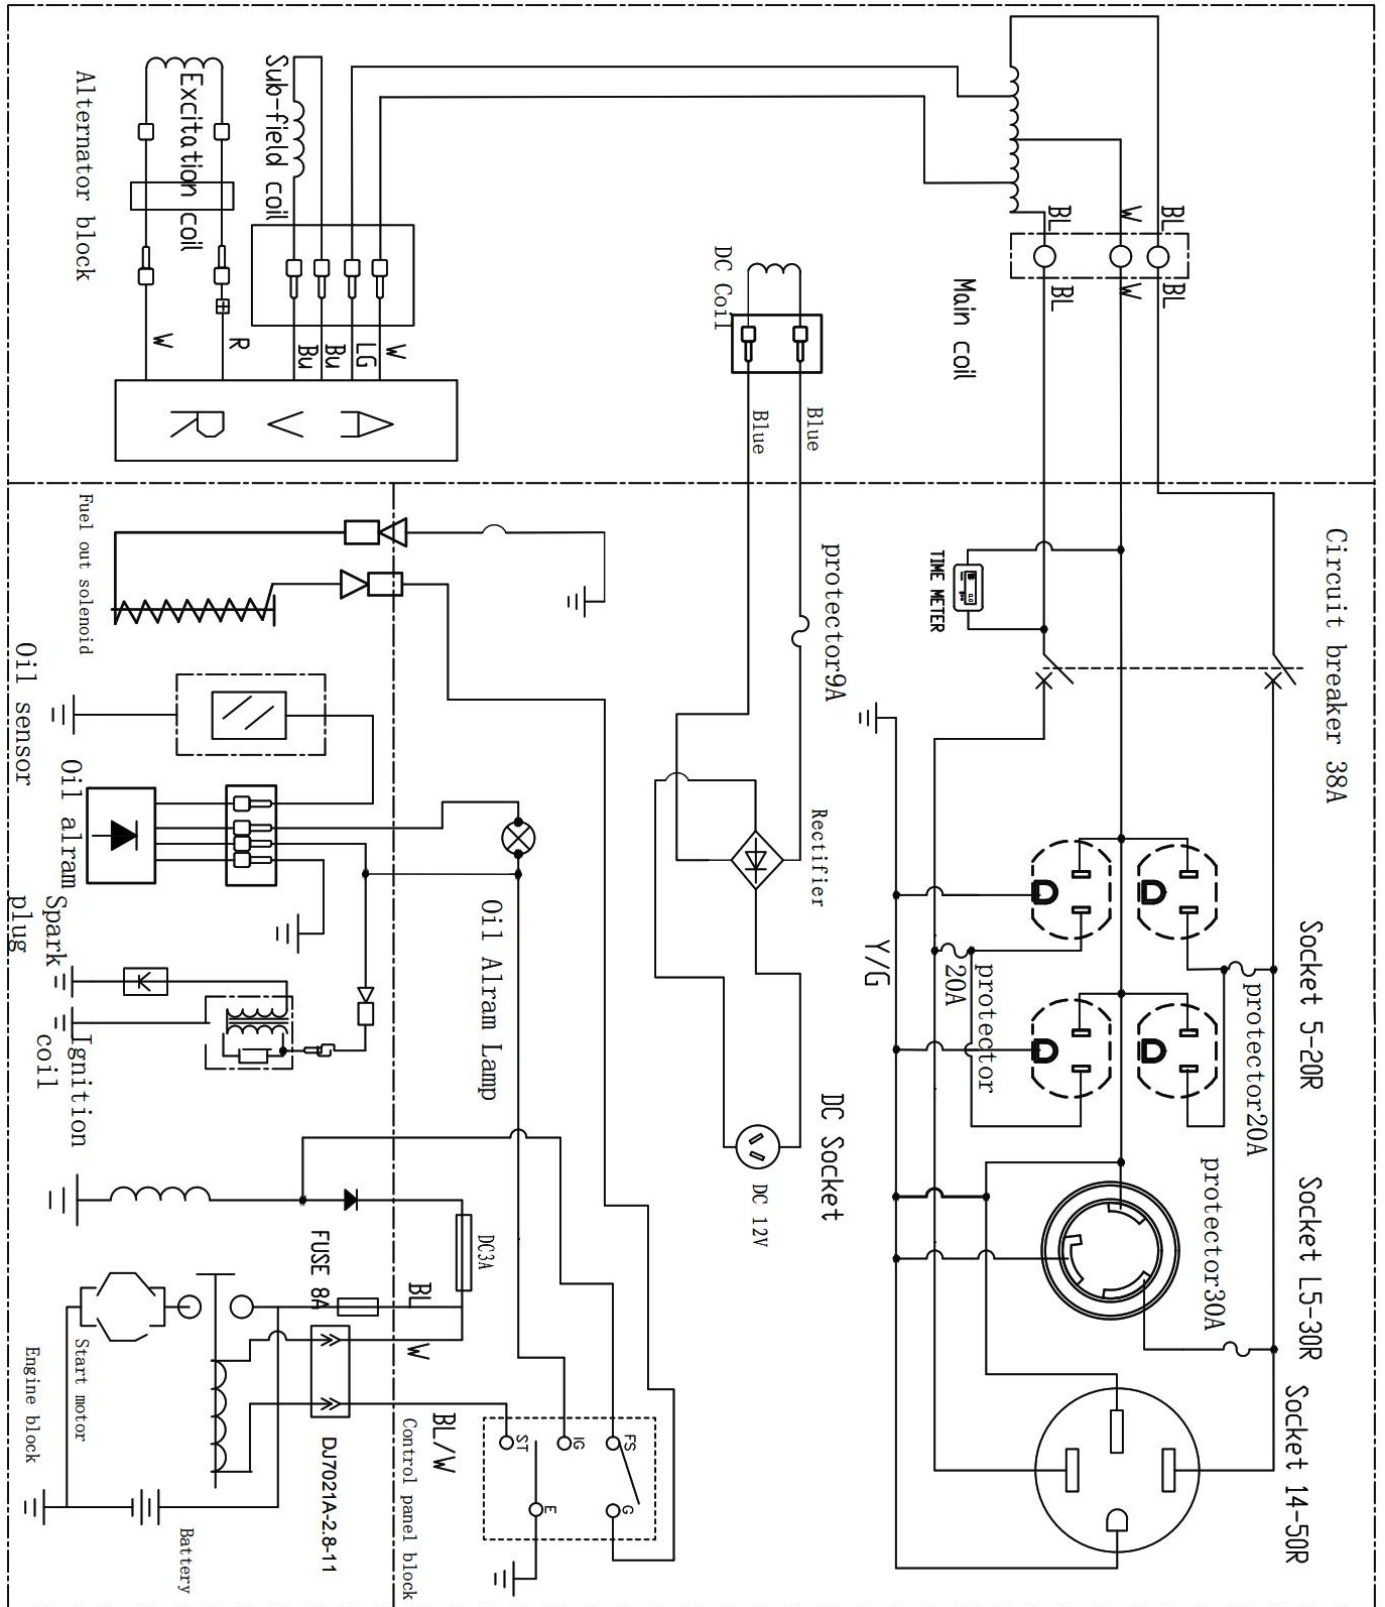 Alternator block
Excitation coil
Sub-field coil
W
R
Bu
Bu
LG
W
A V R
DC Coil
Blue
Blue
Main coil
BL
W
BL
BL
W
BL
Circuit breaker 38A
TIME METER
protector9A
Rectifier
DC Socket
DC 12V
Y/G
protector
20A
protector20A
protector30A
Socket 5-20R
Socket L5-30R
Socket 14-50R
Fuel out solenoid
Oil sensor
Oil alram
Spark
plug
Ignition
coil
Oil Alram Lamp
FUSE 8A
DC3A
BL
W
BL/W
DJ7021A-2.8-11
Start motor
Engine block
Battery
Control panel block
ST
IG
FS
E
G